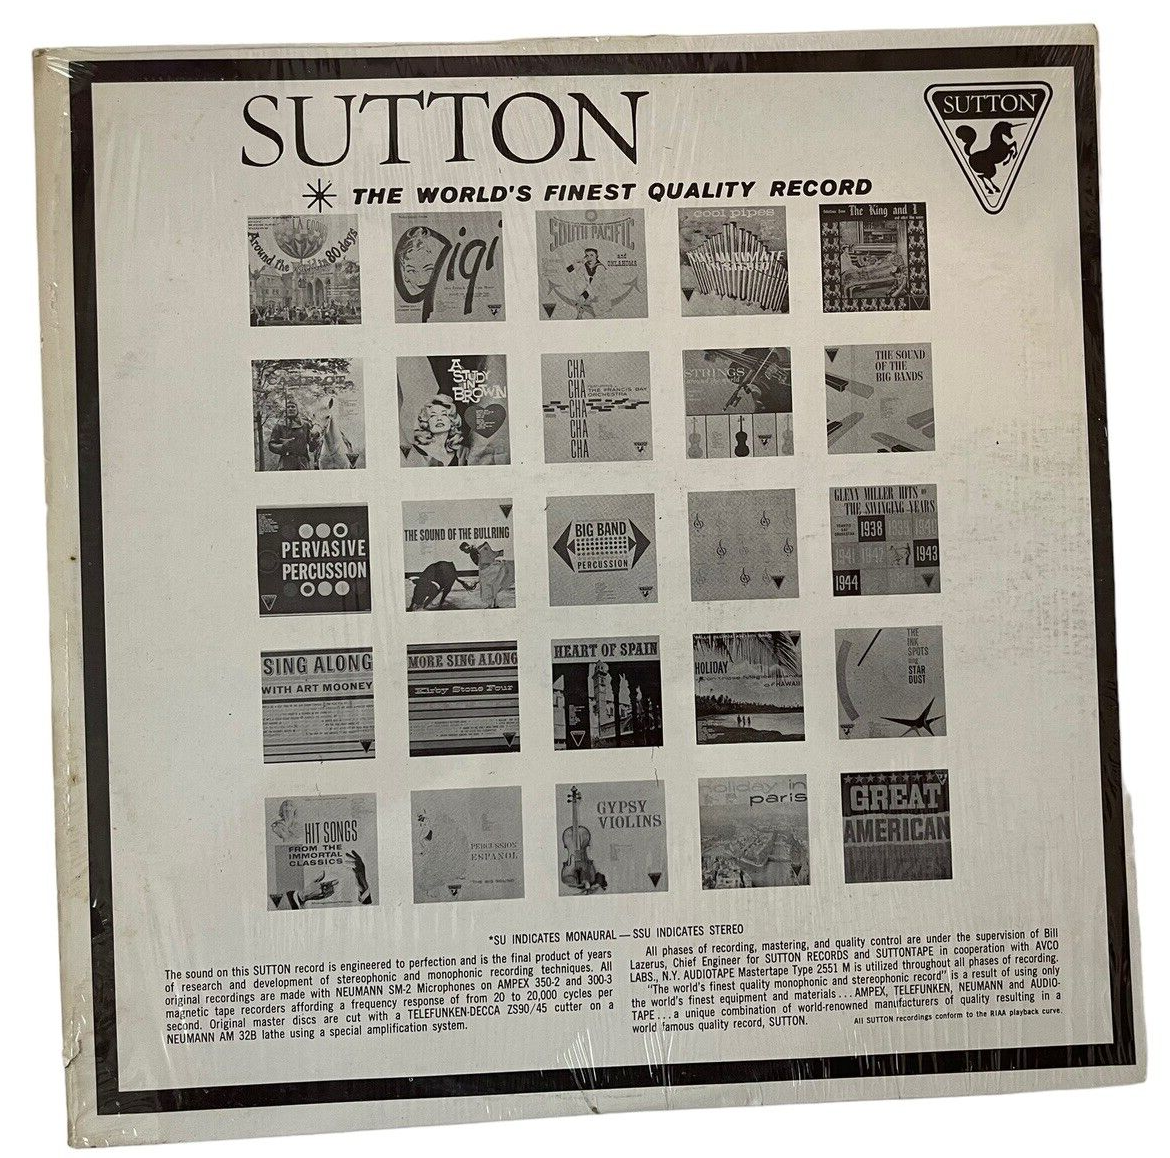 SUTTON
SUTTON
THE WORLD'S FINEST QUALITY RECORD
Around the world in 80 days
Gigi
SOUTH PACIFIC
and
OKLAHOMA
cool pipes
The King and I
CAMELOT
A
STUDY
IN
BROWN
CHA
CHA
CHA
CHA
CHA
CHA
FEATURING
THE FRANCIS BAY
ORCHESTRA
STRINGS
around the world
THE SOUND
OF THE
BIG BANDS
PERVASIVE
PERCUSSION
THE SOUND OF THE BULLRING
BIG BAND
PERCUSSION
GLENN MILLER HITS
THE SWINGING YEARS
1938
1941
1943
1944
SING ALONG
WITH ART MOONEY
MORE SING ALONG
Kirby Stone Four
HEART OF SPAIN
HOLIDAY
OF HAWAII
THE
INK
SPOTS
sing
STAR
DUST
HIT SONGS
FROM THE
IMMORTAL
CLASSICS
PERCUSSION
ESPANOL
THE BIG SOUND
GYPSY
VIOLINS
holiday in
paris
GREAT
AMERICAN
*SU INDICATES MONAURAL — SSU INDICATES STEREO
The sound on this SUTTON record is engineered to perfection and is the final product of years
of research and development of stereophonic and monophonic recording techniques. All
original recordings are made with NEUMANN SM-2 Microphones on AMPEX 350-2 and 300-3
magnetic tape recorders affording a frequency response of from 20 to 20,000 cycles per
second. Original master discs are cut with a TELEFUNKEN-DECCA ZS90/45 cutter on a
NEUMANN AM 32B lathe using a special amplification system.
All phases of recording, mastering, and quality control are under the supervision of Bill
Lazerus, Chief Engineer for SUTTON RECORDS and SUTTONTAPE in cooperation with AVCO
LABS., N.Y. AUDIOTAPE Mastertape Type 2551 M is utilized throughout all phases of recording.
"The world's finest quality monophonic and stereophonic record" is a result of using only
the world's finest equipment and materials . . . AMPEX, TELEFUNKEN, NEUMANN and AUDIO-
TAPE . . . a unique combination of world-renowned manufacturers of quality resulting in a
world famous quality record, SUTTON.
All SUTTON recordings conform to the RIAA playback curve.